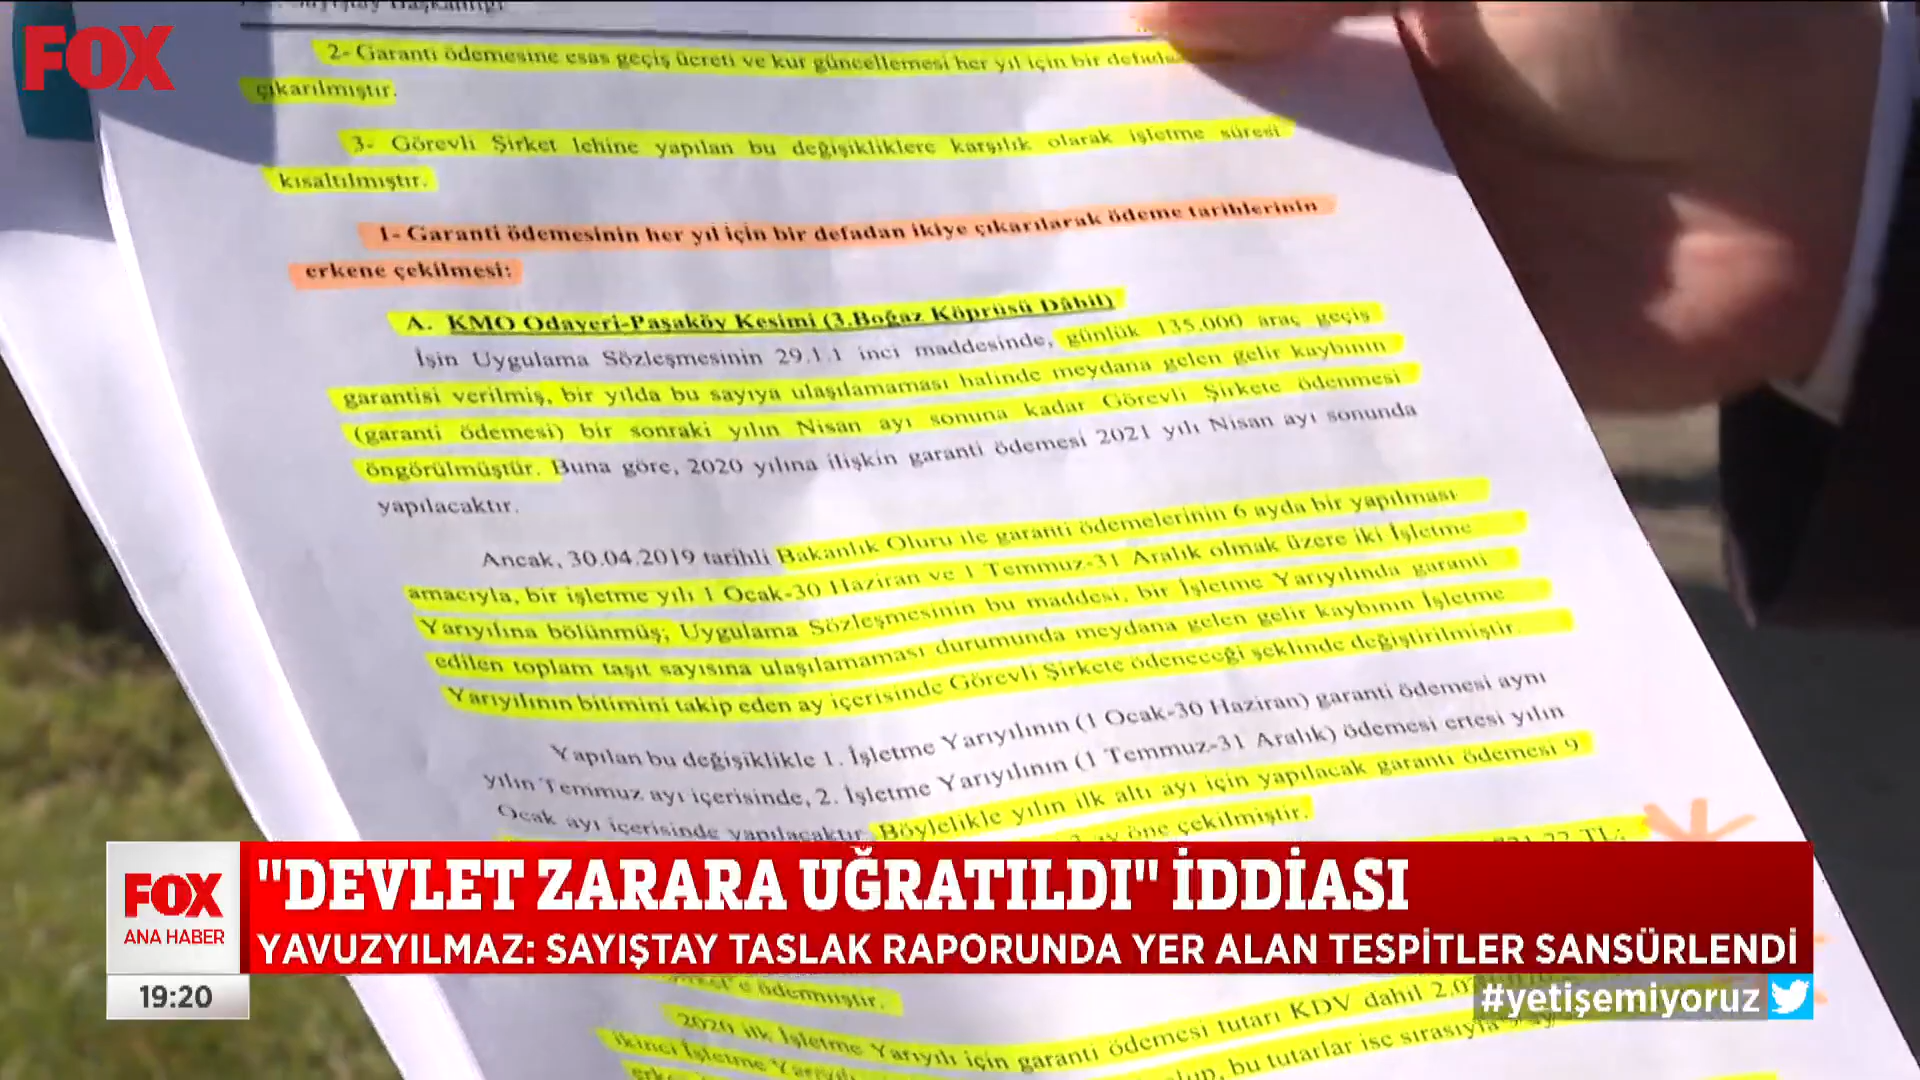 FOX
2- Garanti ödemesine esas geçiş ücreti ve kur güncellemesi her yıl için bir
çıkarılmıştır.
3- Görevli Şirket lehine yapılan bu değişikliklere karşılık olarak işletme süresi
kısaltılmıştır.
1- Garanti ödemesinin her yıl için bir defadan ikiye çıkarılarak ödeme tarihlerinin
erkene çekilmesi:
A. KMO Odayeri-Paşaköy Kesimi (3.Boğaz Köprüsü Dâhil)
İşin Uygulama Sözleşmesinin 29.1.1 inci maddesinde, günlük 135.000 araç geçiş
garantisi verilmiş, bir yılda bu sayıya ulaşılamaması halinde meydana gelen gelir kaybının
(garanti ödemesi) bir sonraki yılın Nisan ayı sonuna kadar Görevli Şirkete ödenmesi
öngörülmüştür. Buna göre, 2020 yılına ilişkin garanti ödemesi 2021 yılı Nisan ayı sonunda
yapılacaktır.
Ancak, 30.04.2019 tarihli Bakanlık Oluru ile garanti ödemelerinin 6 ayda bir yapılması
amacıyla, bir işletme yılı 1 Ocak-30 Haziran ve 1 Temmuz-31 Aralık olmak üzere iki İşletme
Yarıyılına bölünmüş; Uygulama Sözleşmesinin bu maddesi, bir İşletme Yarıyılında garanti
edilen toplam taşıt sayısına ulaşılamaması durumunda meydana gelen gelir kaybının İşletme
Yarıyılının bitimini takip eden ay içerisinde Görevli Şirkete ödeneceği şeklinde değiştirilmiştir.
Yapılan bu değişiklikle 1. İşletme Yarıyılının (1 Ocak-30 Haziran) garanti ödemesi aynı
yılın Temmuz ayı içerisinde, 2. İşletme Yarıyılının (1 Temmuz-31 Aralık) ödemesi ertesi yılın
Ocak ayı içerisinde yapılacaktır. Böylelikle yılın ilk altı ayı için yapılacak garanti ödemesi 9
ay öne çekilmiştir.
TL;
FOX
ANA HABER
"DEVLET ZARARA UĞRATILDI" İDDİASI
YAVUZYILMAZ: SAYIŞTAY TASLAK RAPORUNDA YER ALAN TESPİTLER SANSÜRLENDİ
19:20
#yetişemiyoruz
ödenmiştir.
2020 ilk İşletme Yarıyılı için garanti ödemesi tutarı KDV dahil
ikinci İşletme bu tutarlar ise sırasıyla